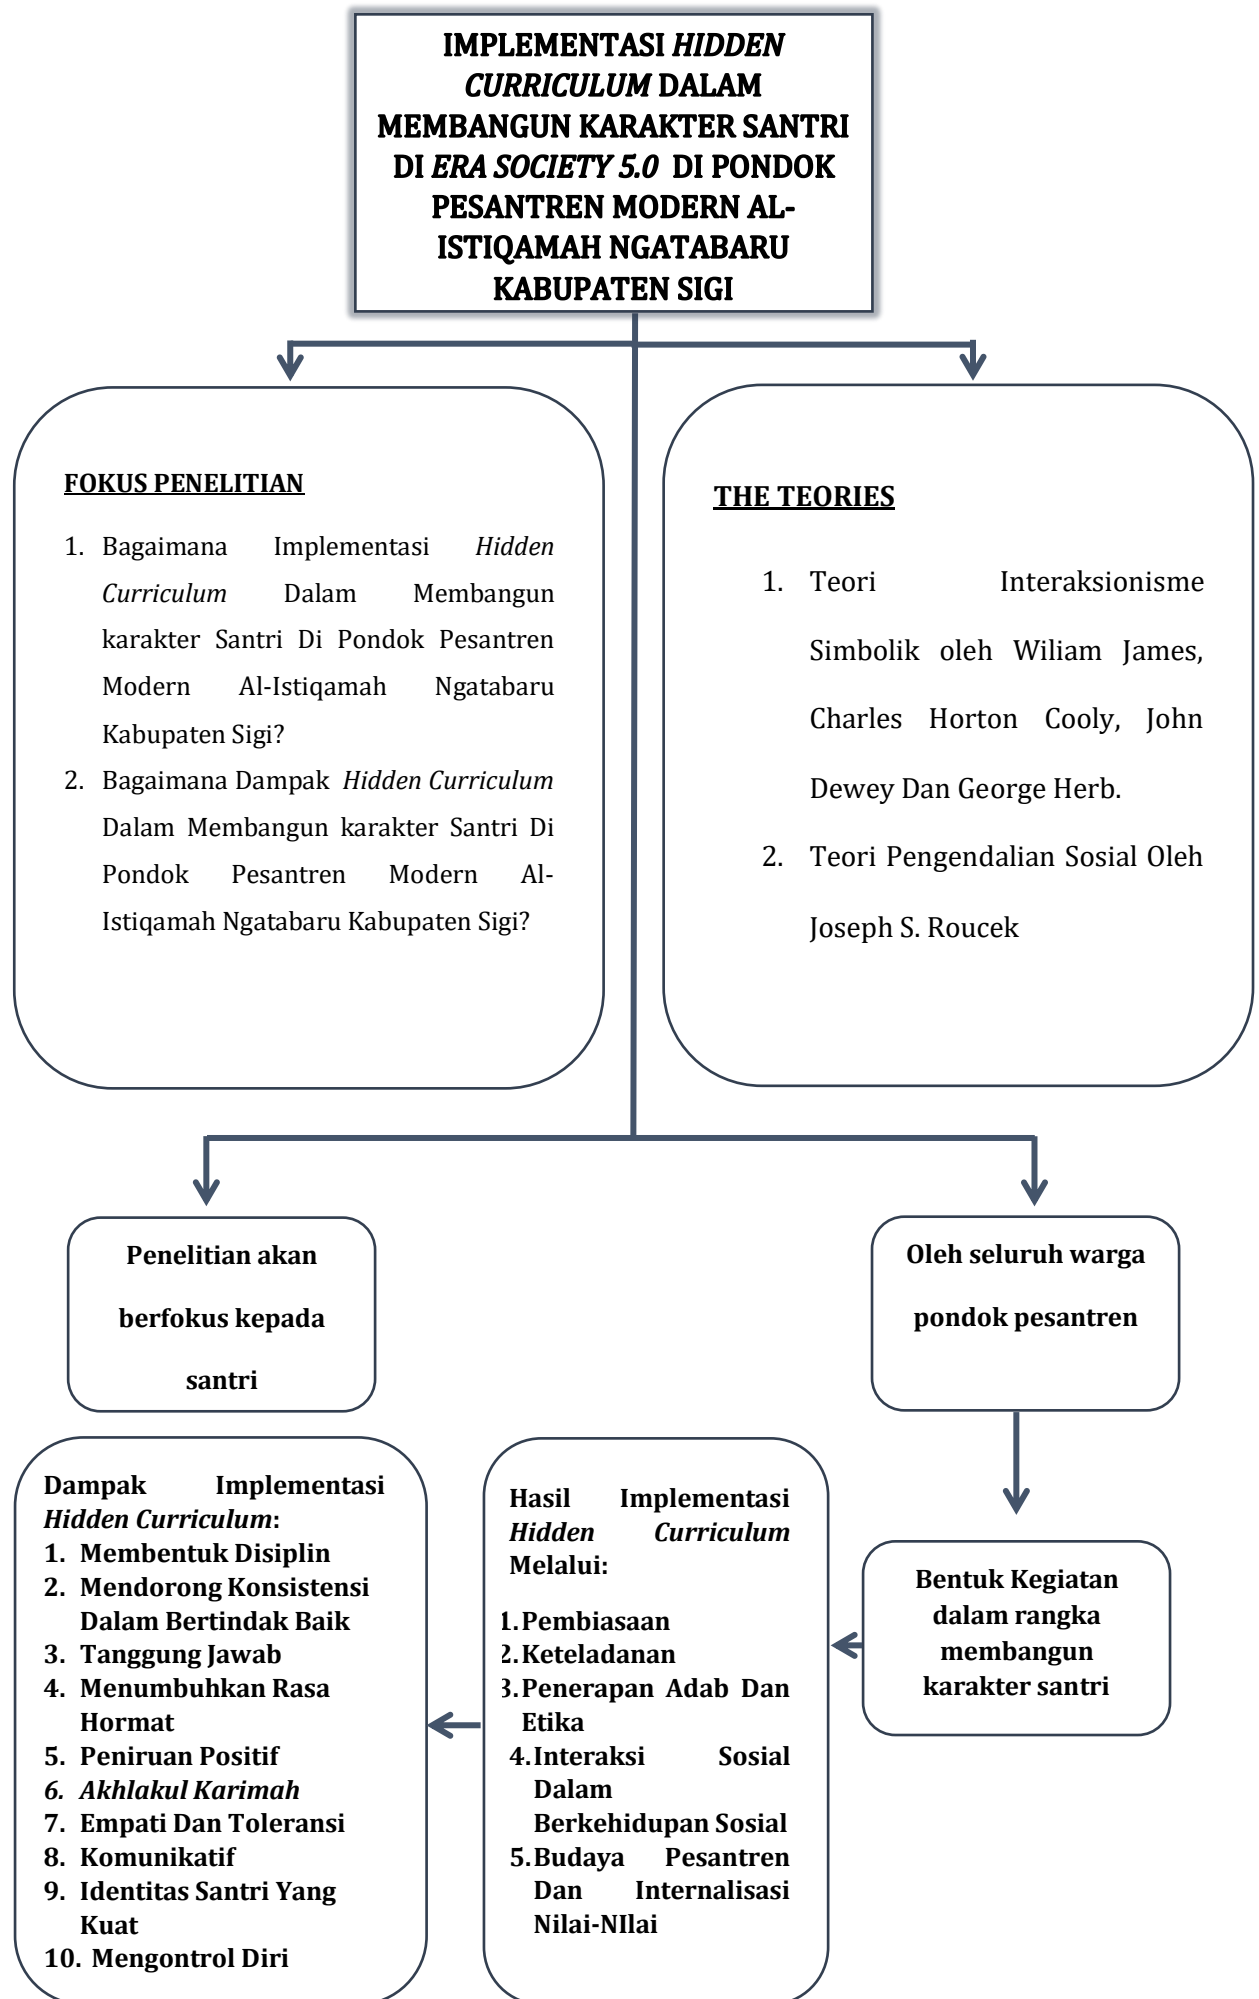 IMPLEMENTASI HIDDEN
CURRICULUM DALAM
MEMBANGUN KARAKTER SANTRI
DI ERA SOCIETY 5.0 DI PONDOK
PESANTREN MODERN AL-
ISTIQAMAH NGATABARU
KABUPATEN SIGI
FOKUS PENELITIAN
1. Bagaimana Implementasi Hidden
Curriculum Dalam Membangun
karakter Santri Di Pondok Pesantren
Modern Al-Istiqamah Ngatabaru
Kabupaten Sigi?
2. Bagaimana Dampak Hidden Curriculum
Dalam Membangun karakter Santri Di
Pondok Pesantren Modern Al-
Istiqamah Ngatabaru Kabupaten Sigi?
THE TEORIES
1. Teori Interaksionisme
Simbolik oleh Wiliam James,
Charles Horton Cooly, John
Dewey Dan George Herb.
2. Teori Pengendalian Sosial Oleh
Joseph S. Roucek
Penelitian akan
berfokus kepada
santri
Oleh seluruh warga
pondok pesantren
Dampak Implementasi
Hidden Curriculum:
1. Membentuk Disiplin
2. Mendorong Konsistensi
Dalam Bertindak Baik
3. Tanggung Jawab
4. Menumbuhkan Rasa
Hormat
5. Peniruan Positif
6. Akhlakul Karimah
7. Empati Dan Toleransi
8. Komunikatif
9. Identitas Santri Yang
Kuat
10. Mengontrol Diri
Hasil Implementasi
Hidden Curriculum
Melalui:
1.Pembiasaan
2.Keteladanan
3.Penerapan Adab Dan
Etika
4.Interaksi Sosial
Dalam
Berkehidupan Sosial
5.Budaya Pesantren
Dan Internalisasi
Nilai-NIlai
Bentuk Kegiatan
dalam rangka
membangun
karakter santri